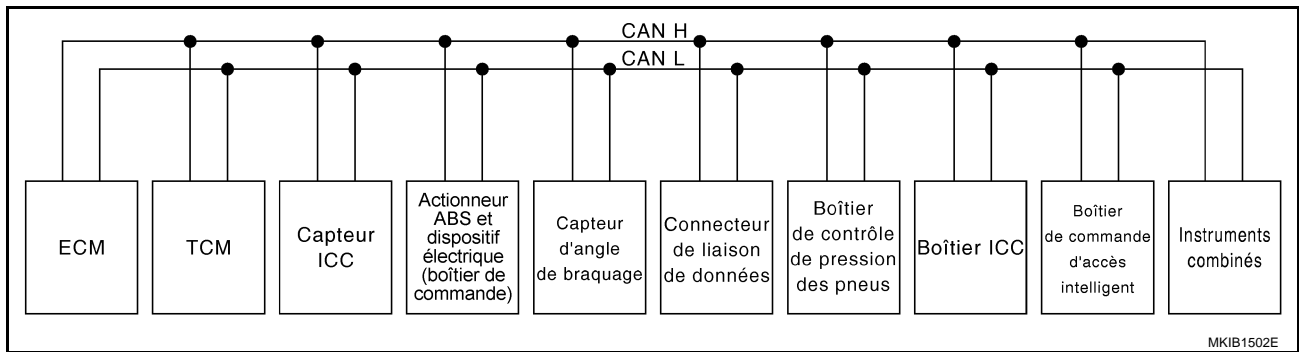 CAN H
CAN L
ECM
TCM
Capteur
ICC
Actionneur
ABS et
dispositif
électrique
(boîtier de
commande)
Capteur
d'angle
de braquage
Connecteur
de liaison
de données
Boîtier
de contrôle
de pression
des pneus
Boîtier ICC
Boîtier
de commande
d'accès
intelligent
Instruments
combinés
MKIB1502E